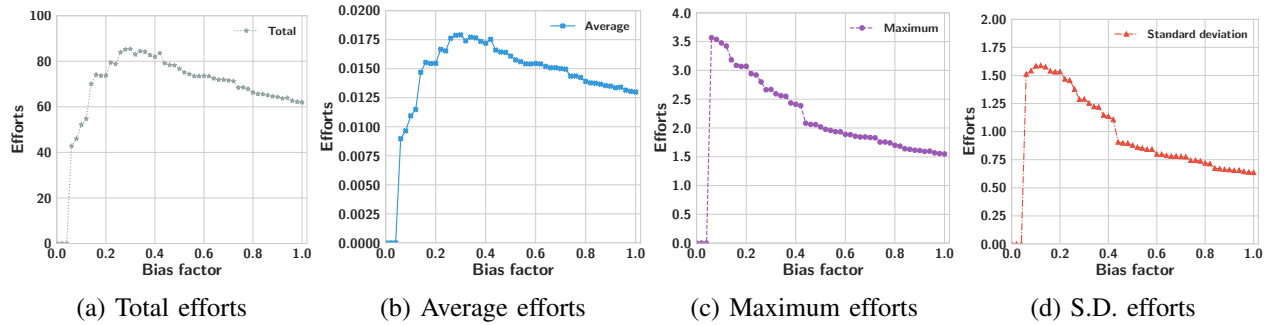 100
80
60
40
20
0
Efforts
Total
0.0 0.2 0.4 0.6 0.8 1.0
Bias factor
(a) Total efforts
0.0200
0.0175
0.0150
0.0125
0.0100
0.0075
0.0050
0.0025
0.0000
Efforts
Average
0.0 0.2 0.4 0.6 0.8 1.0
Bias factor
(b) Average efforts
4.0
3.5
3.0
2.5
2.0
1.5
1.0
0.5
0.0
Efforts
Maximum
0.0 0.2 0.4 0.6 0.8 1.0
Bias factor
(c) Maximum efforts
2.00
1.75
1.50
1.25
1.00
0.75
0.50
0.25
0.00
Efforts
Standard deviation
0.0 0.2 0.4 0.6 0.8 1.0
Bias factor
(d) S.D. efforts